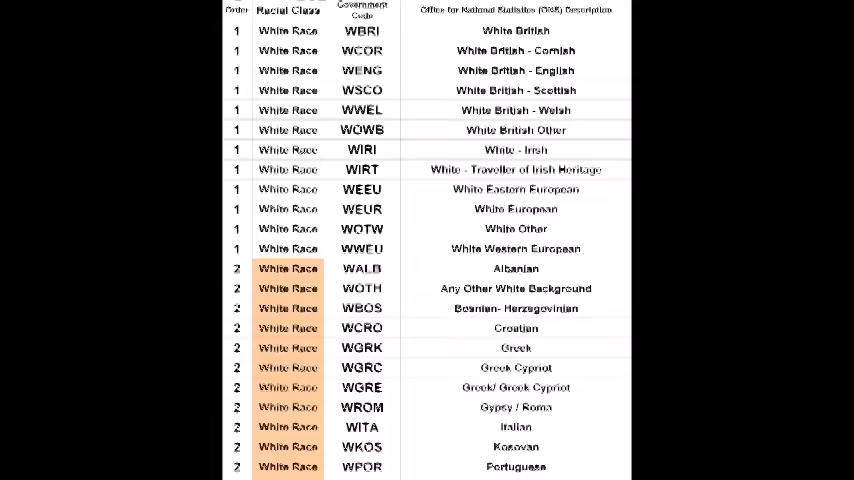 Order Racial Class Government Code Office for National Statistics (ONS) Description
1 White Race WBRI White British
1 White Race WCOR White British - Cornish
1 White Race WENG White British - English
1 White Race WSCO White British - Scottish
1 White Race WWEL White British - Welsh
1 White Race WOWB White British Other
1 White Race WIRI White - Irish
1 White Race WIRT White - Traveller of Irish Heritage
1 White Race WEEU White Eastern European
1 White Race WEUR White European
1 White Race WOTW White Other
1 White Race WWEU White Western European
2 White Race WALB Albanian
2 White Race WOTH Any Other White Background
2 White Race WBOS Bosnian- Herzegovinian
2 White Race WCRO Croatian
2 White Race WGRK Greek
2 White Race WGRC Greek Cypriot
2 White Race WGRE Greek/ Greek Cypriot
2 White Race WROM Gypsy / Roma
2 White Race WITA Italian
2 White Race WKOS Kosovan
2 White Race WPOR Portuguese